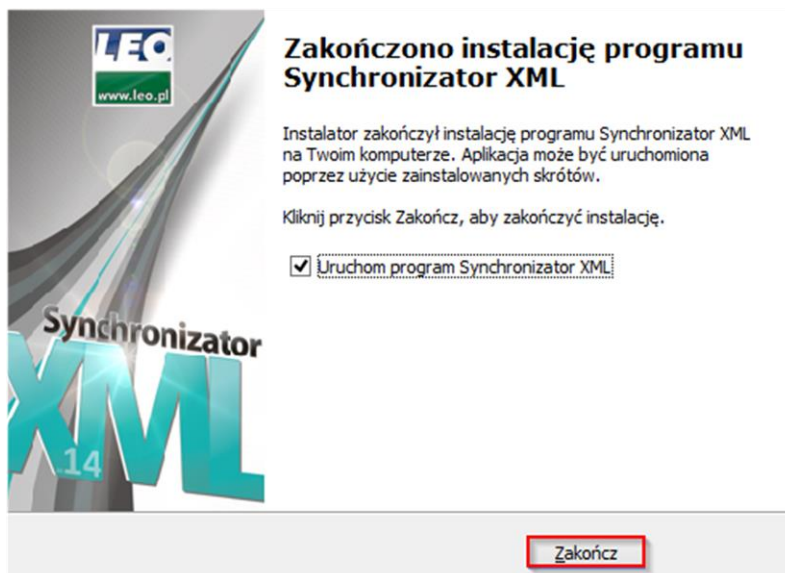 LEO
www.leo.pl
Zakończono instalację programu
Synchronizator XML
Instalator zakończył instalację programu Synchronizator XML
na Twoim komputerze. Aplikacja może być uruchomiona
poprzez użycie zainstalowanych skrótów.
Kliknij przycisk Zakończ, aby zakończyć instalację.
Uruchom program Synchronizator XML
Synchronizator
XML
.14
Zakończ